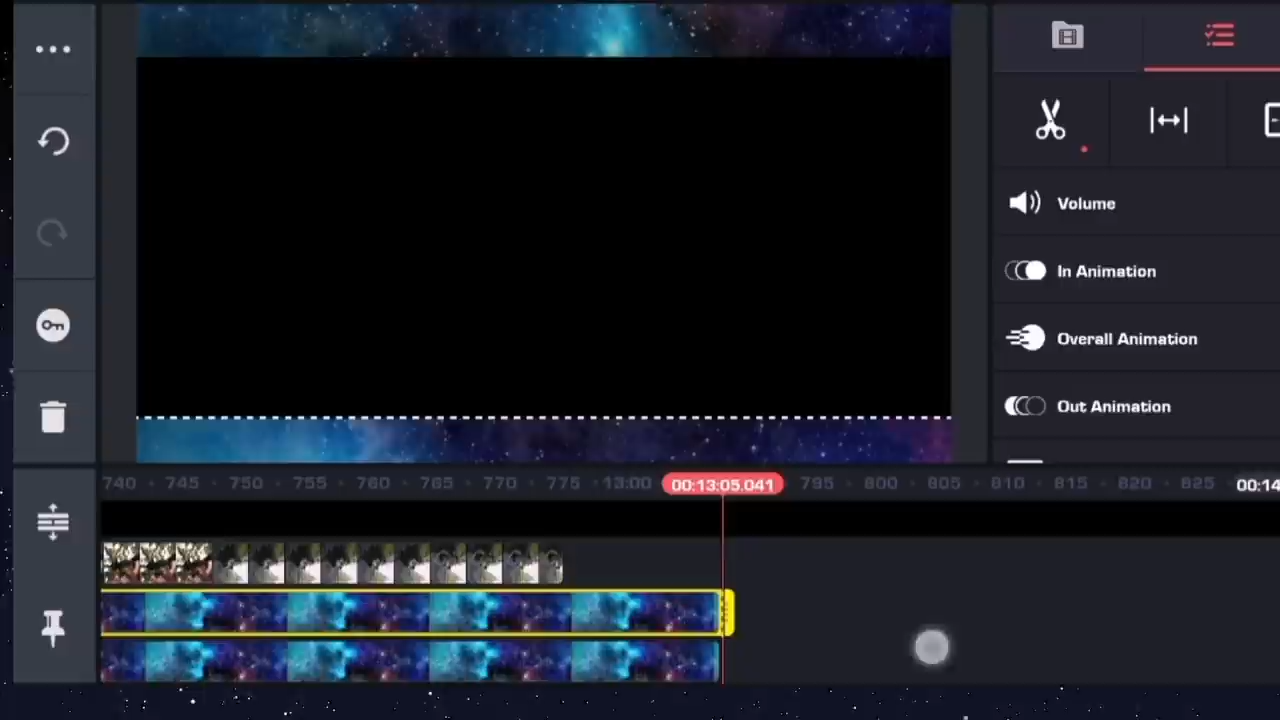 Volume
In Animation
Overall Animation
Out Animation
740 745 750 755 760 765 770 775 13:00 00:13:05.041 795 800 805 810 815 820 825 00:14